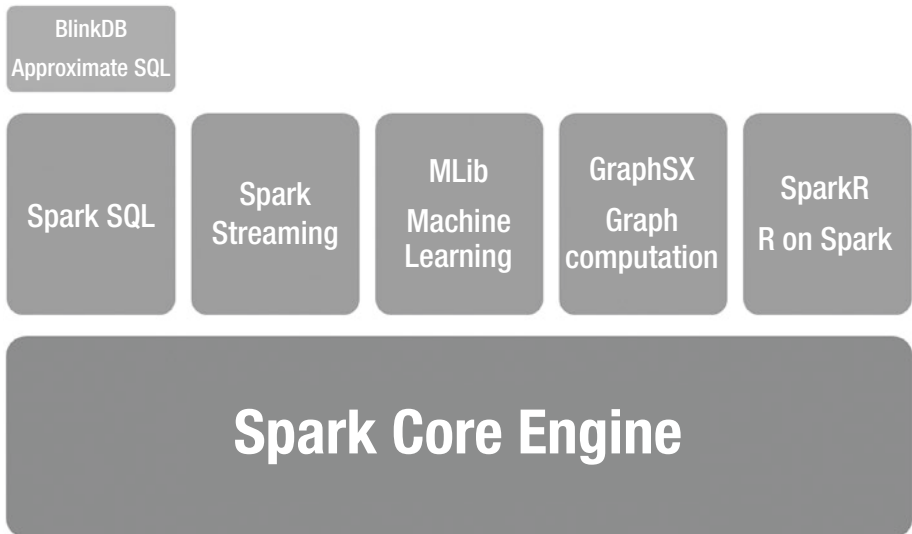 BlinkDB
Approximate SQL
Spark SQL
Spark
Streaming
MLib
Machine
Learning
GraphSX
Graph
computation
SparkR
R on Spark
Spark Core Engine